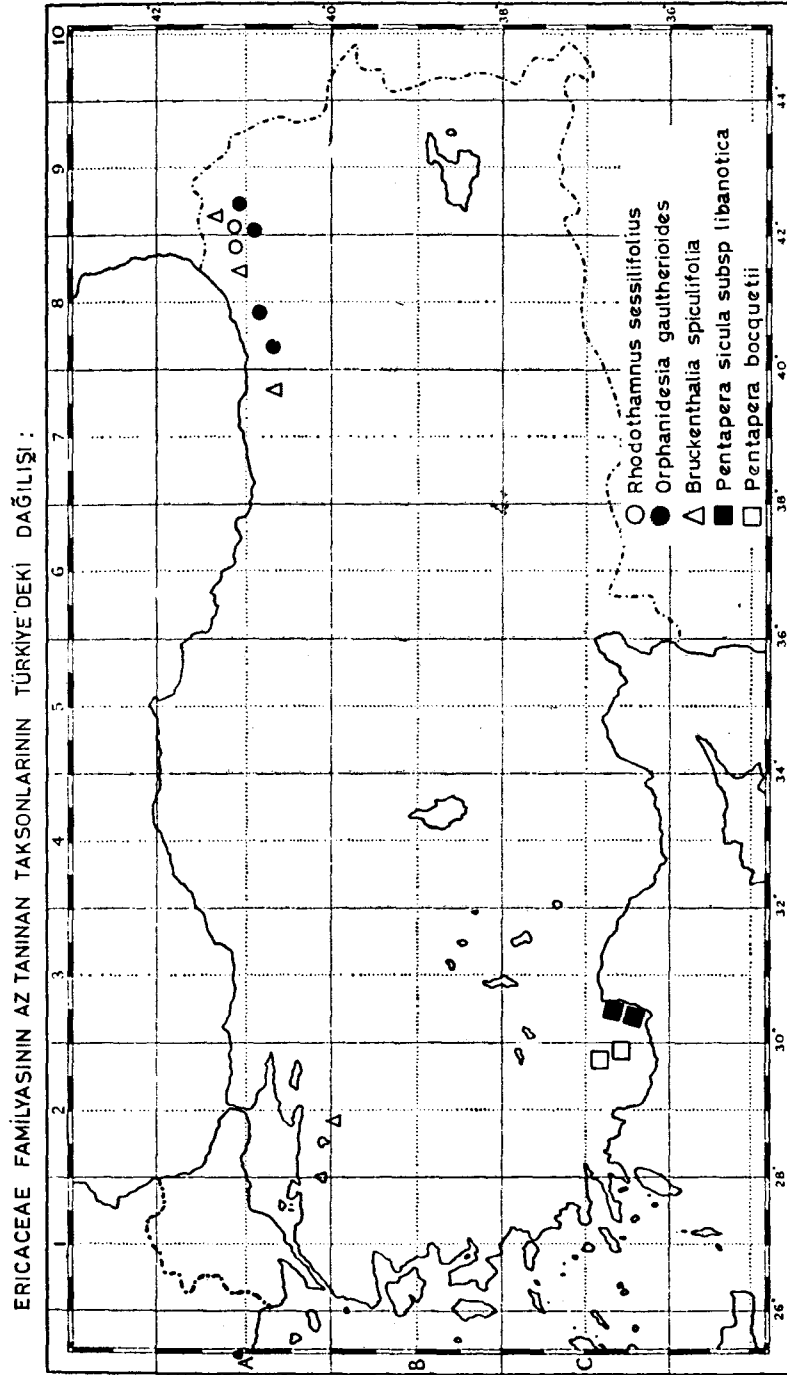 ERICACEAE FAMİLYASININ AZ TANINAN TAKSONLARININ TÜRKİYE'DEKİ DAĞILIŞI :
1 2 3 4 5 6 7 8 9 10
A
B
C
42°
40°
38°
36°
26° 28° 30° 32° 34° 36° 38° 40° 42° 44°
Rhodothamnus sessilifolius
Orphanidesia gaultherioides
Bruckenthalia spiculifolia
Pentapera sicula subsp libanotica
Pentapera bocquetii